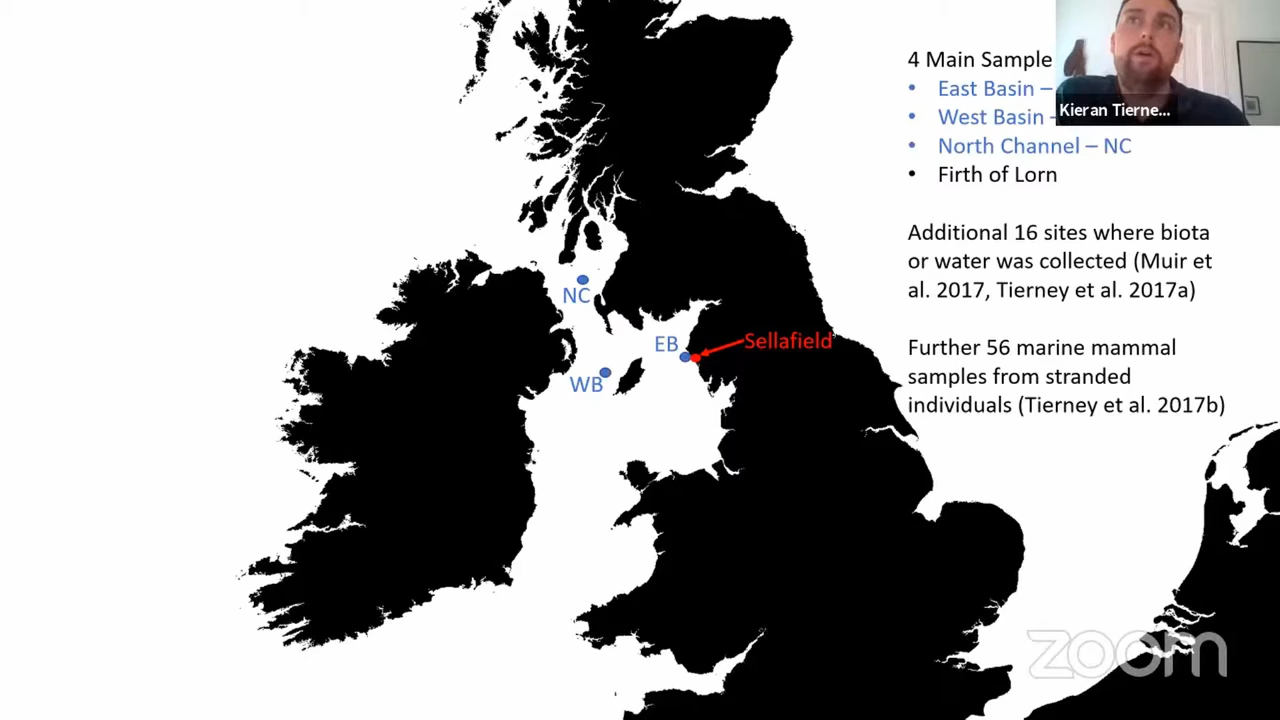 4 Main Sample
• East Basin –
• West Basin -
• North Channel – NC
• Firth of Lorn
Additional 16 sites where biota
or water was collected (Muir et
al. 2017, Tierney et al. 2017a)
Further 56 marine mammal
samples from stranded
individuals (Tierney et al. 2017b)
Kieran Tierne...
NC
EB
Sellafield
WB
zoom